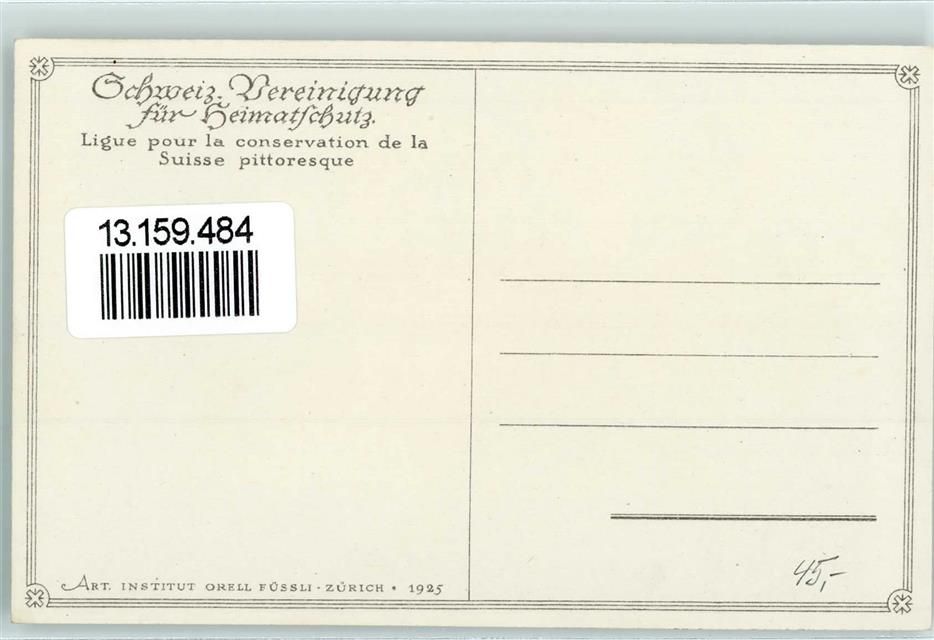 Schweiz. Vereinigung
für Heimatschutz.
Ligue pour la conservation de la
Suisse pittoresque
13.159.484
ART. INSTITUT ORELL FÜSSLI · ZÜRICH • 1925
45,-